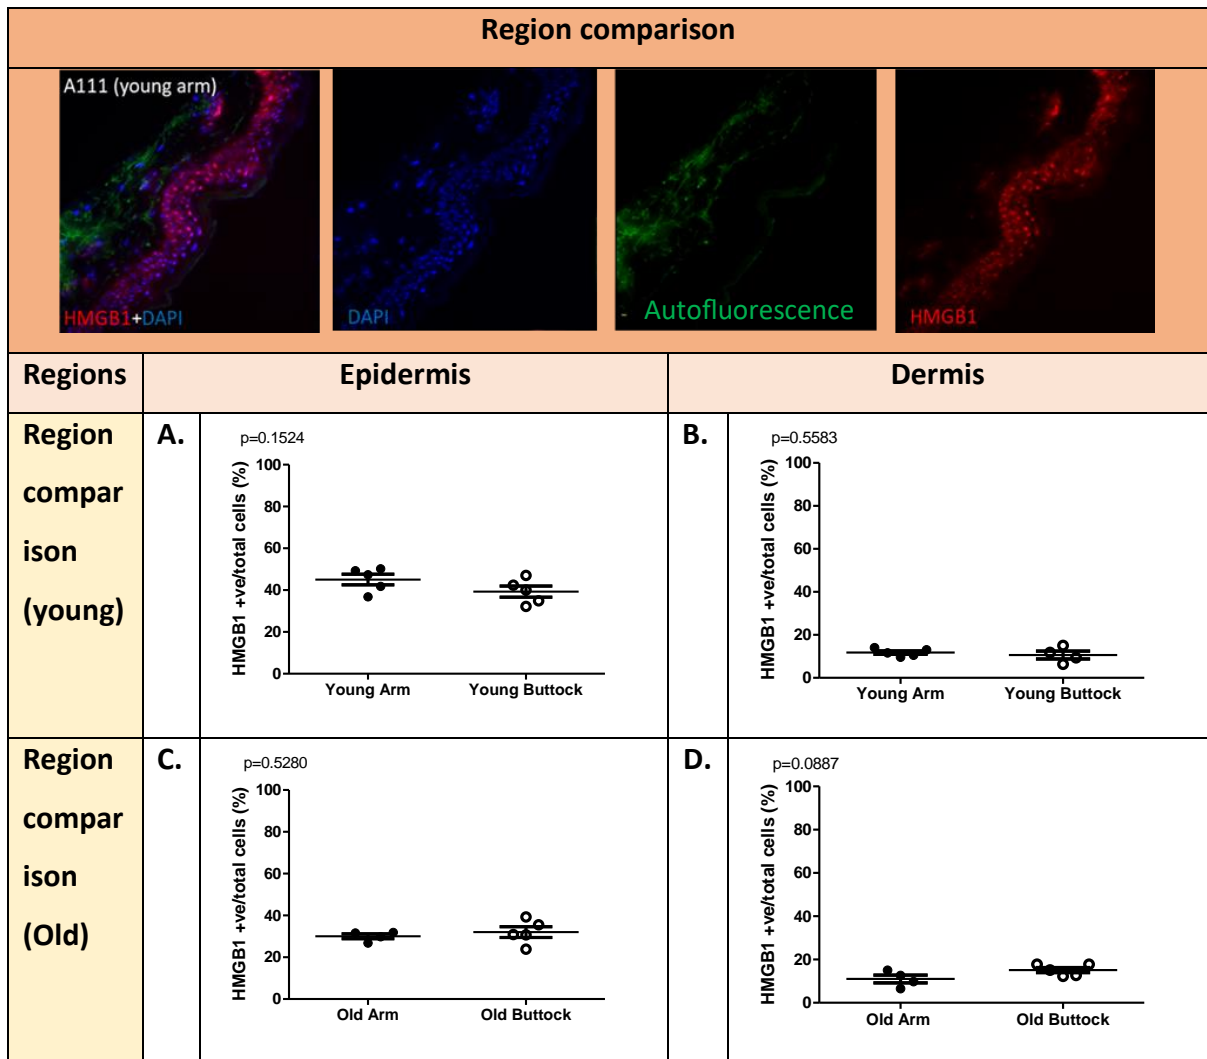 Region comparison
A111 (young arm)
HMGB1+DAPI
DAPI
Autofluorescence
HMGB1
Regions
Epidermis
Dermis
Region
compar
ison
(young)
A.
p=0.1524
HMGB1 +ve/total cells (%)
100
80
60
40
20
0
Young Arm
Young Buttock
B.
p=0.5583
HMGB1 +ve/total cells (%)
100
80
60
40
20
0
Young Arm
Young Buttock
Region
compar
ison
(Old)
C.
p=0.5280
HMGB1 +ve/total cells (%)
100
80
60
40
20
0
Old Arm
Old Buttock
D.
p=0.0887
HMGB1 +ve/total cells (%)
100
80
60
40
20
0
Old Arm
Old Buttock